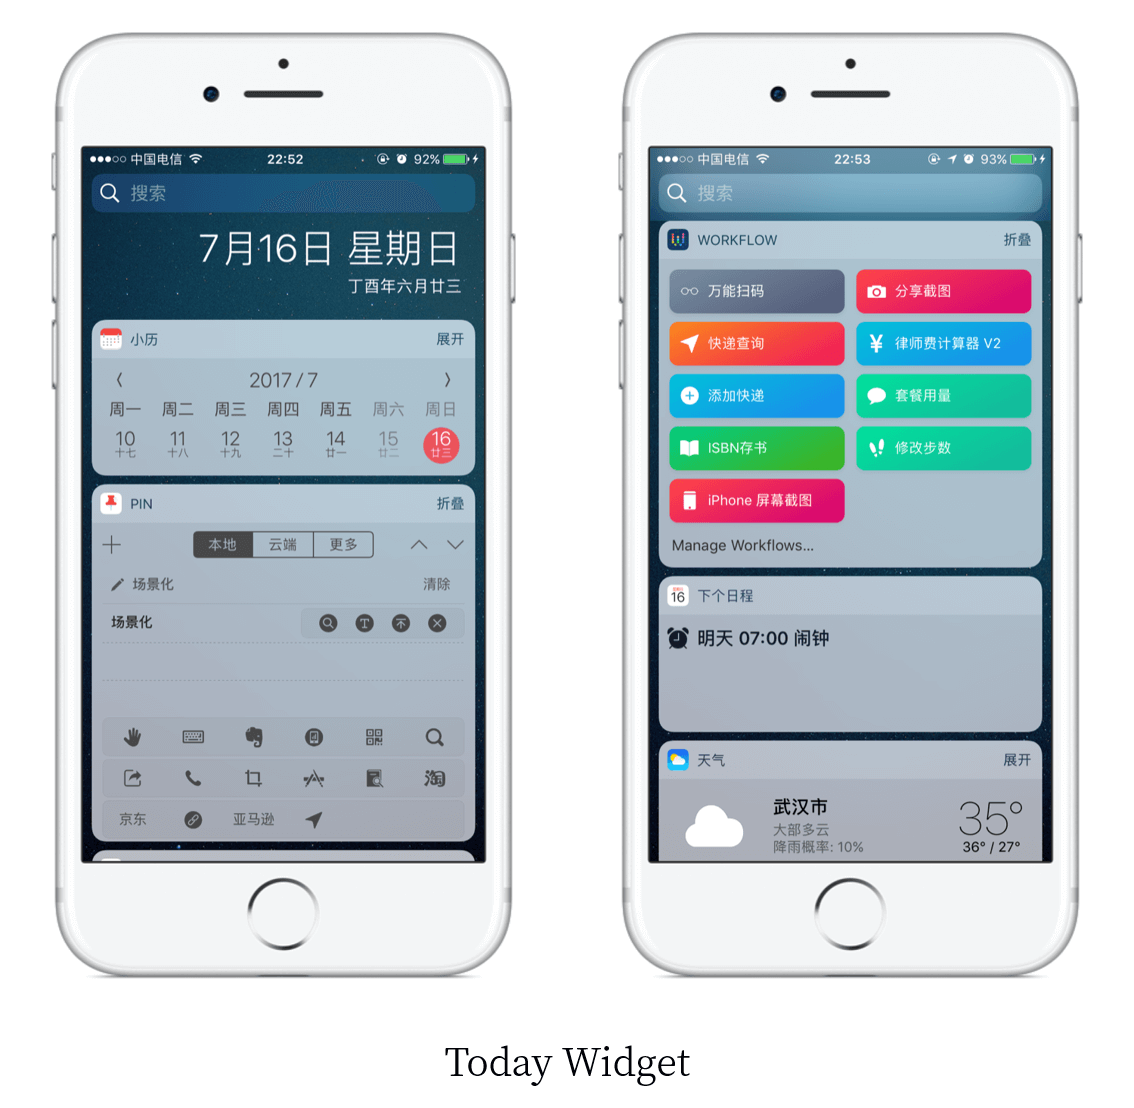 中国电信 22:52 92%
搜索
7月16日 星期日
丁酉年六月廿三
小历 展开
2017 / 7
周一 周二 周三 周四 周五 周六 周日
10 11 12 13 14 15 16
十七 十八 十九 二十 廿一 廿二 廿三
PIN 折叠
本地 云端 更多
场景化 清除
场景化
淘
京东 亚马逊
中国电信 22:53 93%
搜索
WORKFLOW 折叠
万能扫码 分享截图
快递查询 律师费计算器 V2
添加快递 套餐用量
ISBN存书 修改步数
iPhone 屏幕截图
Manage Workflows...
16 下个日程
明天 07:00 闹钟
天气 展开
武汉市 35°
大部多云
降雨概率: 10% 36° / 27°
Today Widget